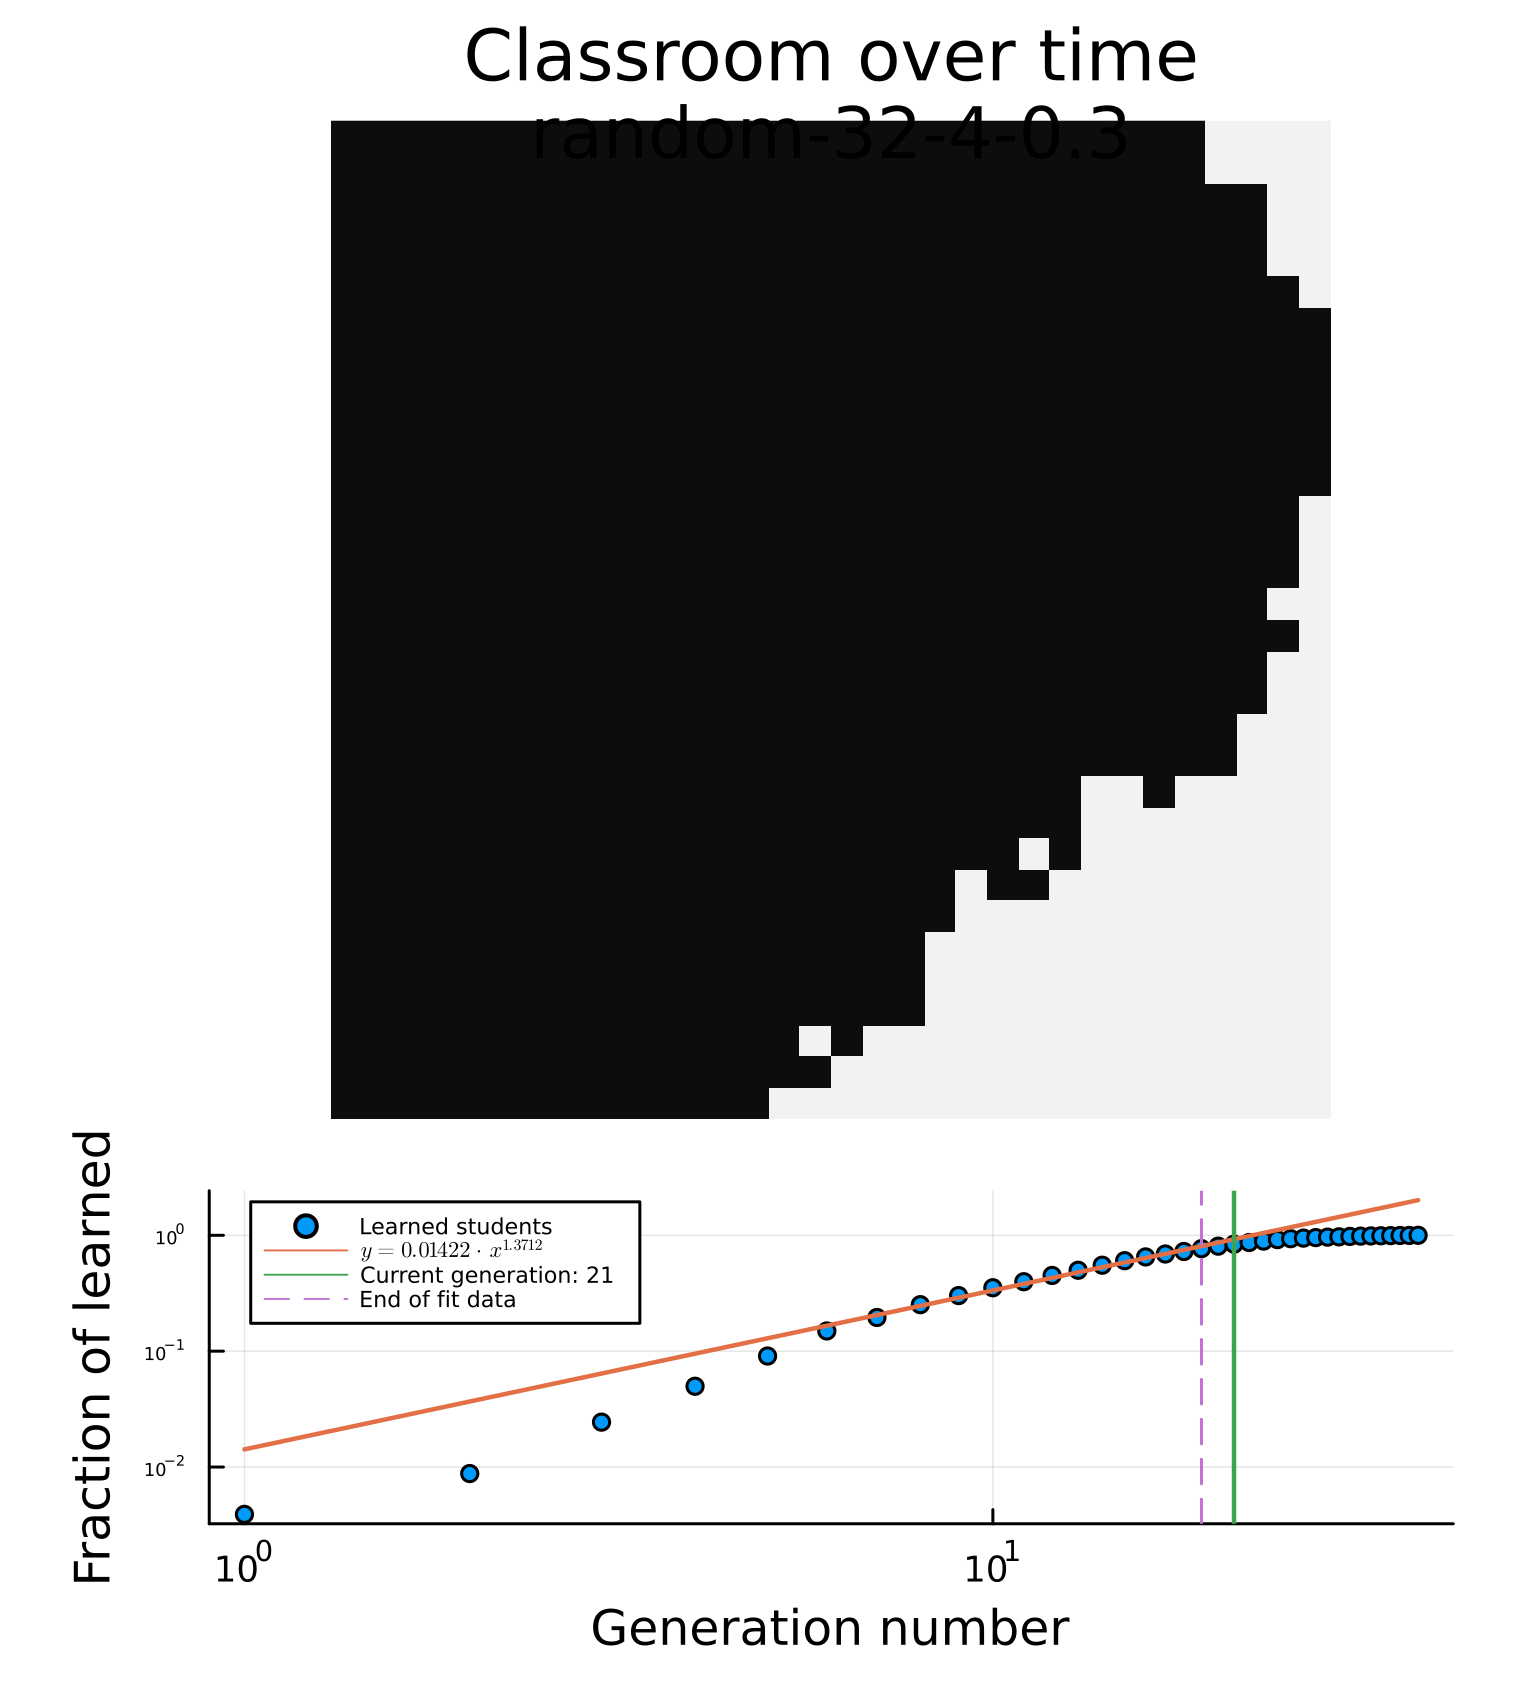 Classroom over time
random-32-4-0.3
Fraction of learned
10⁰
10⁻¹
10⁻²
Learned students
y = 0.01422 · x^1.3712
Current generation: 21
End of fit data
10⁰ 10¹
Generation number